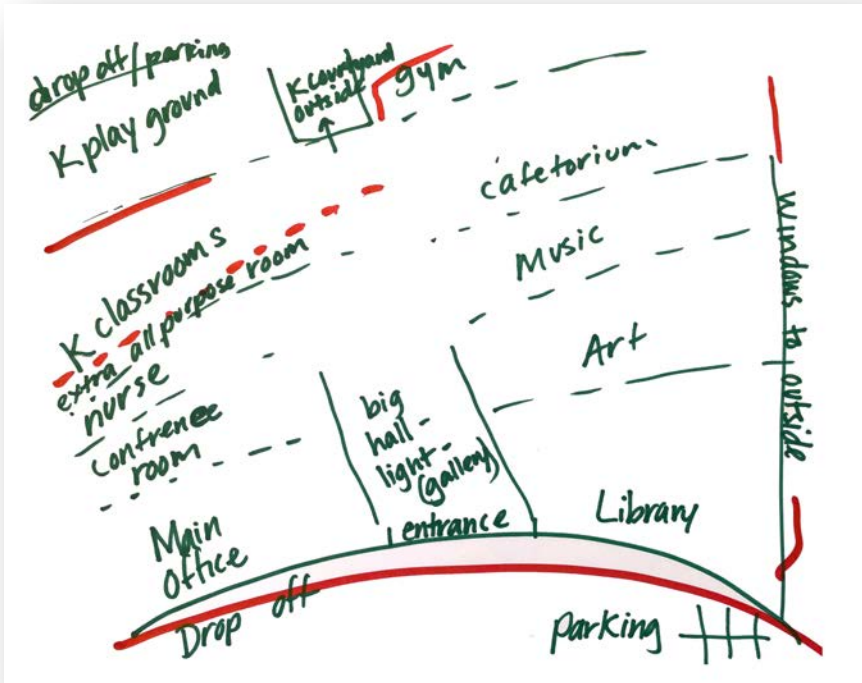 drop off/parking
K play ground
K courtyard
outside
gym
cafetorium
K classrooms
extra all purpose room
nurse
confrence
room
Music
Art
windows to outside
big
hall -
light -
(gallery)
entrance
Main
office
Library
Drop off
parking